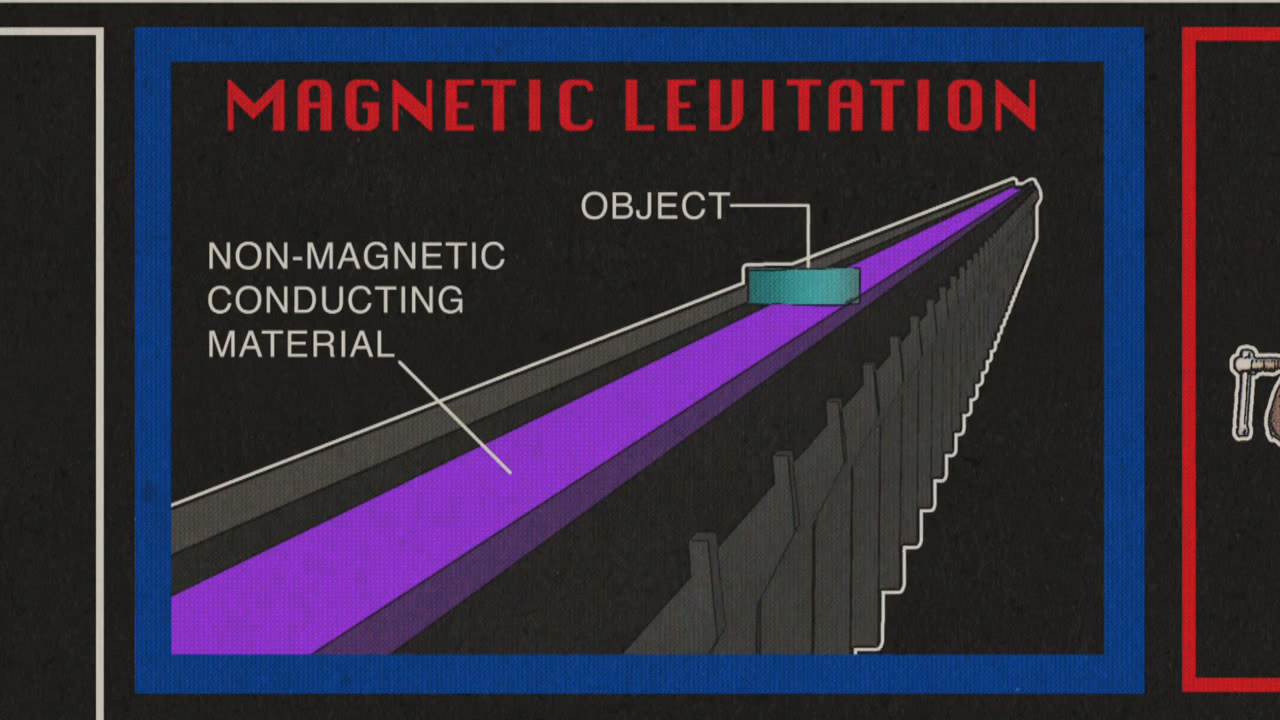 MAGNETIC LEVITATION
OBJECT
NON-MAGNETIC
CONDUCTING
MATERIAL